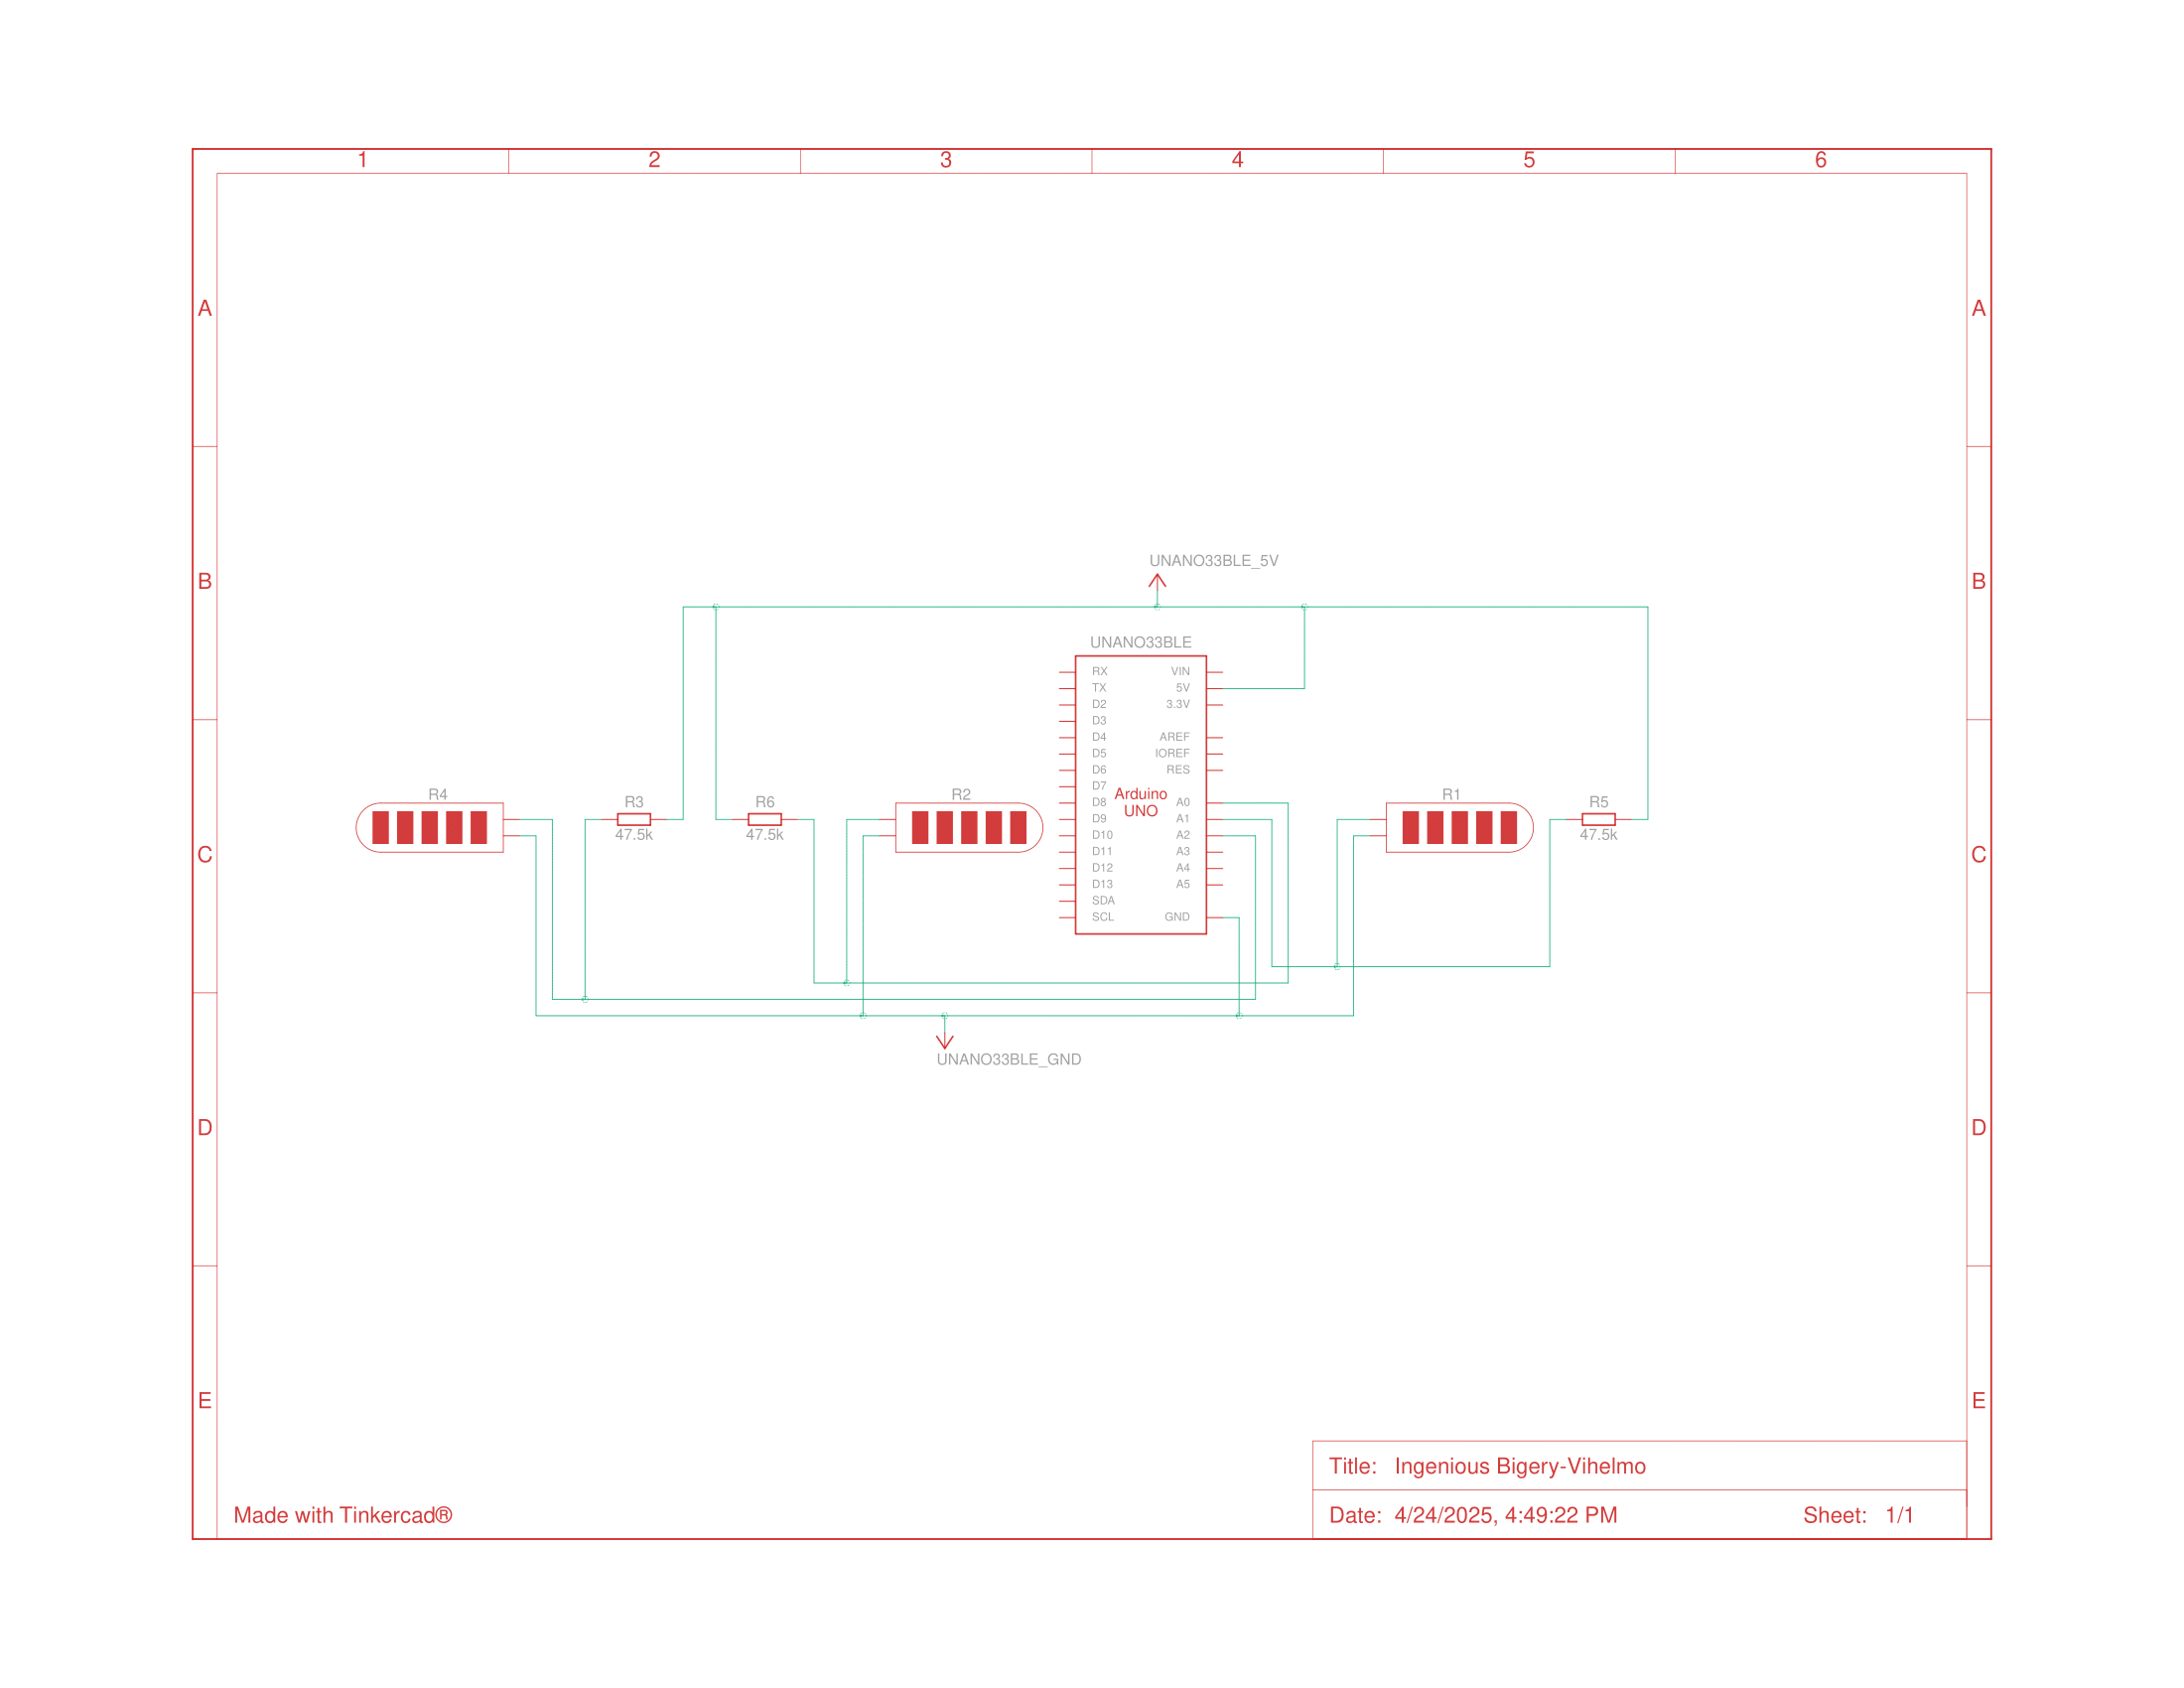 1 2 3 4 5 6
A A
B B
C C
D D
E E
UNANO33BLE_5V
UNANO33BLE
RX VIN
TX 5V
D2 3.3V
D3
D4 AREF
D5 IOREF
D6 RES
D7
Arduino
UNO
D8 A0
D9 A1
D10 A2
D11 A3
D12 A4
D13 A5
SDA
SCL GND
R4
R3
47.5k
R6
47.5k
R2
R1
R5
47.5k
UNANO33BLE_GND
Title: Ingenious Bigery-Vihelmo
Made with Tinkercad®
Date: 4/24/2025, 4:49:22 PM Sheet: 1/1